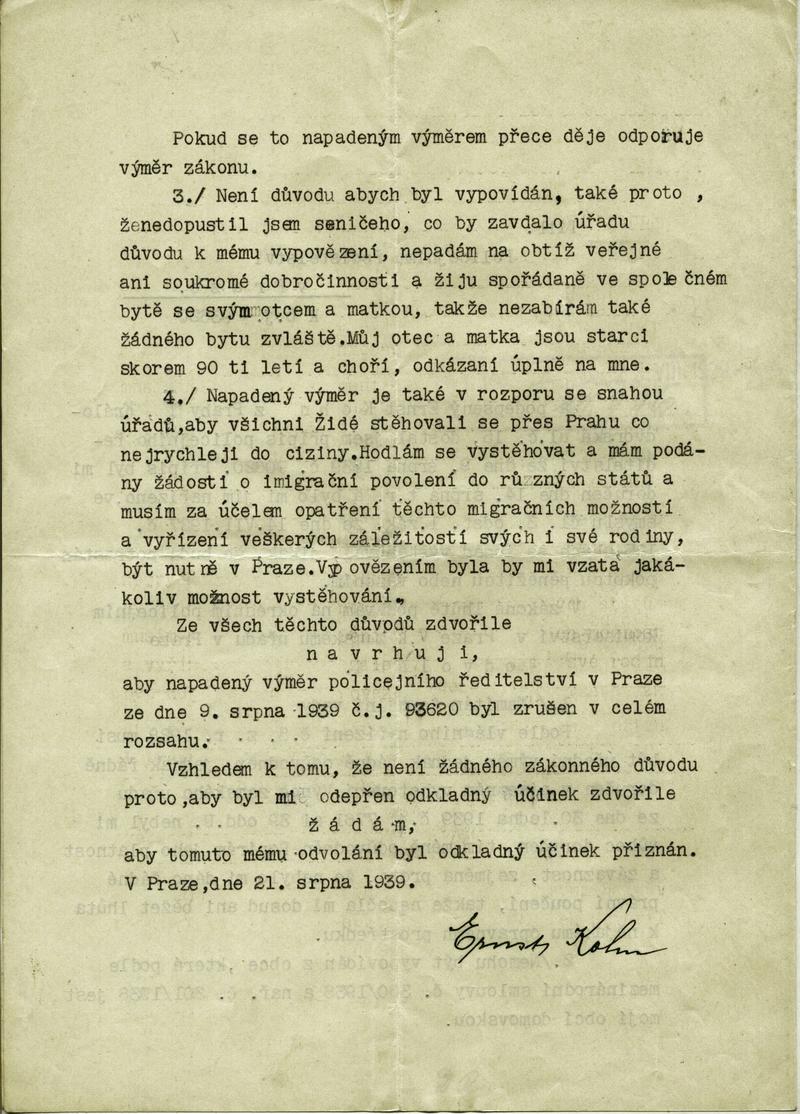 Pokud se to napadeným výměrem přece děje odporuje
výměr zákonu.
3./ Není důvodu abych byl vypovídán, také proto ,
ženedopustil jsem seničeho, co by zavdalo úřadu
důvodu k mému vypovězení, nepadám na obtíž veřejné
ani soukromé dobročinnosti a žiju spořádaně ve spole čném
bytě se svým otcem a matkou, takže nezabírám také
žádného bytu zvláště.Můj otec a matka jsou starci
skorem 90 ti letí a choří, odkázaní úplně na mne.
4./ Napadený výměr je také v rozporu se snahou
úřadů,aby všichni Židé stěhovali se přes Prahu co
nejrychleji do ciziny.Hodlám se vystěhovat a mám podá-
ny žádosti o imigrační povolení do různých států a
musím za účelem opatření těchto migračních možností
a vyřízení veškerých záležitostí svých i své rodiny,
být nutně v Praze.Vypovězením byla by mi vzata jaká-
koliv možnost vystěhování.
Ze všech těchto důvodů zdvořile
n a v r h u j i,
aby napadený výměr policejního ředitelství v Praze
ze dne 9. srpna 1939 č.j. 93620 byl zrušen v celém
rozsahu.
Vzhledem k tomu, že není žádného zákonného důvodu
proto,aby byl mi odepřen odkladný účinek zdvořile
ž á d á m,
aby tomuto mému odvolání byl odkladný účinek přiznán.
V Praze,dne 21. srpna 1939.
Ernst Kohn